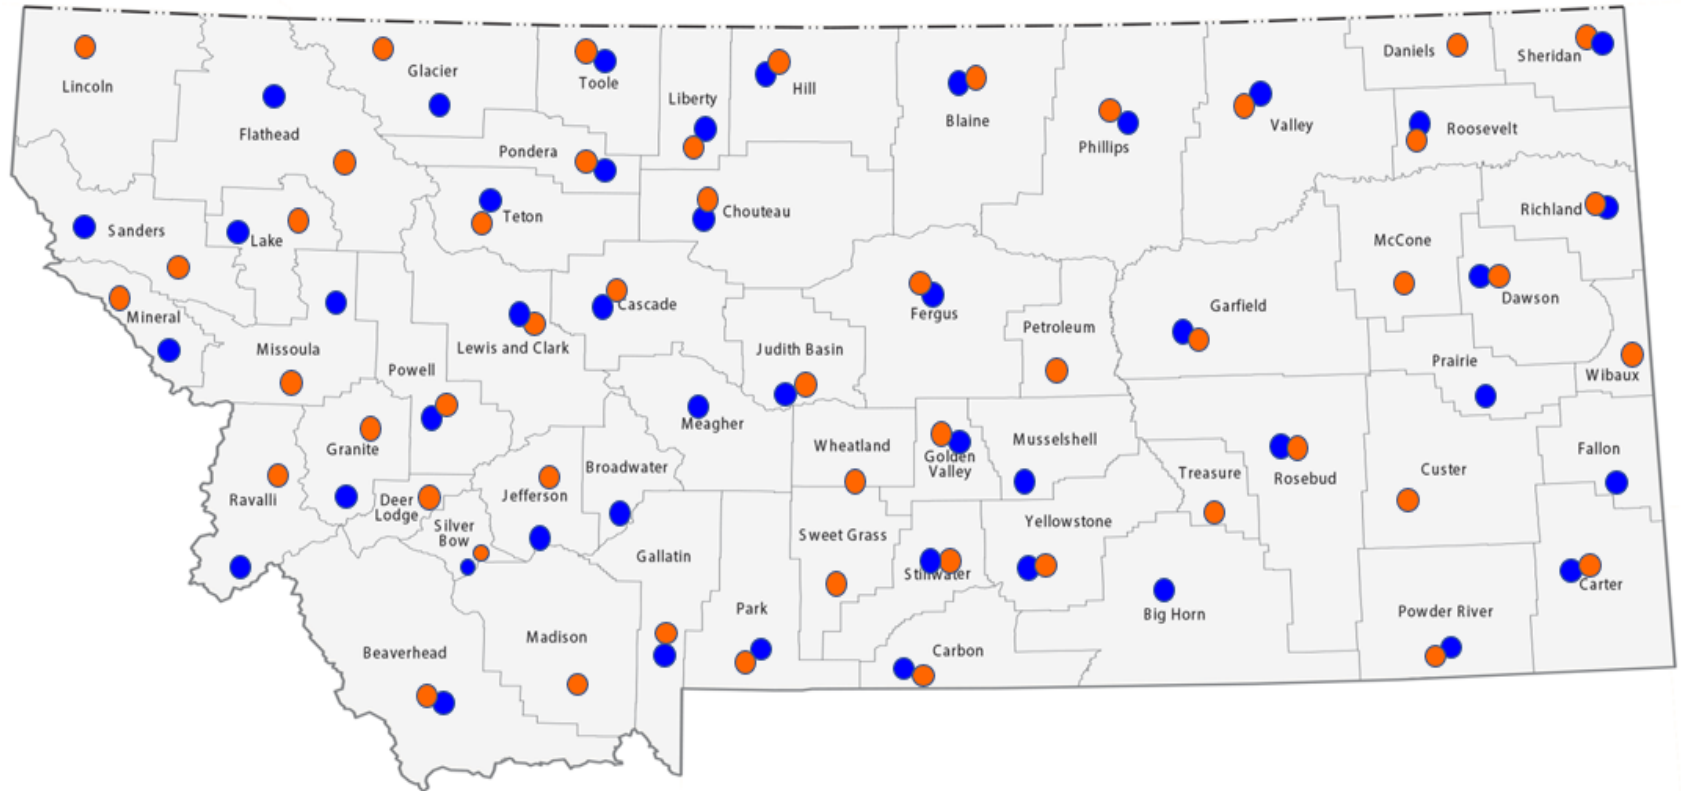 Lincoln
Flathead
Glacier
Toole
Liberty
Hill
Blaine
Phillips
Valley
Daniels
Sheridan
Roosevelt
Pondera
Teton
Chouteau
Sanders
Lake
Richland
McCone
Dawson
Mineral
Missoula
Powell
Lewis and Clark
Cascade
Judith Basin
Fergus
Petroleum
Garfield
Prairie
Wibaux
Meagher
Granite
Ravalli
Deer
Lodge
Silver
Bow
Jefferson
Broadwater
Wheatland
Golden
Valley
Musselshell
Treasure
Rosebud
Custer
Fallon
Gallatin
Sweet Grass
Stillwater
Yellowstone
Big Horn
Carter
Powder River
Beaverhead
Madison
Park
Carbon